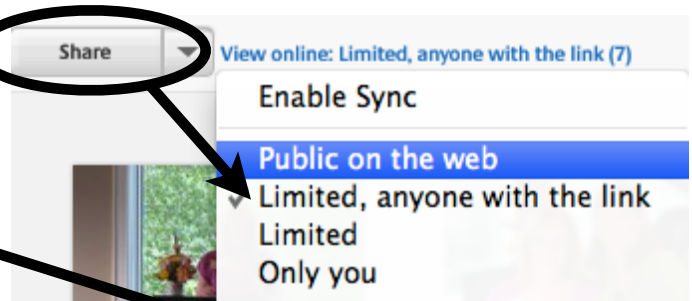 Share
View online: Limited, anyone with the link (7)
Enable Sync
Public on the web
Limited, anyone with the link
Limited
Only you